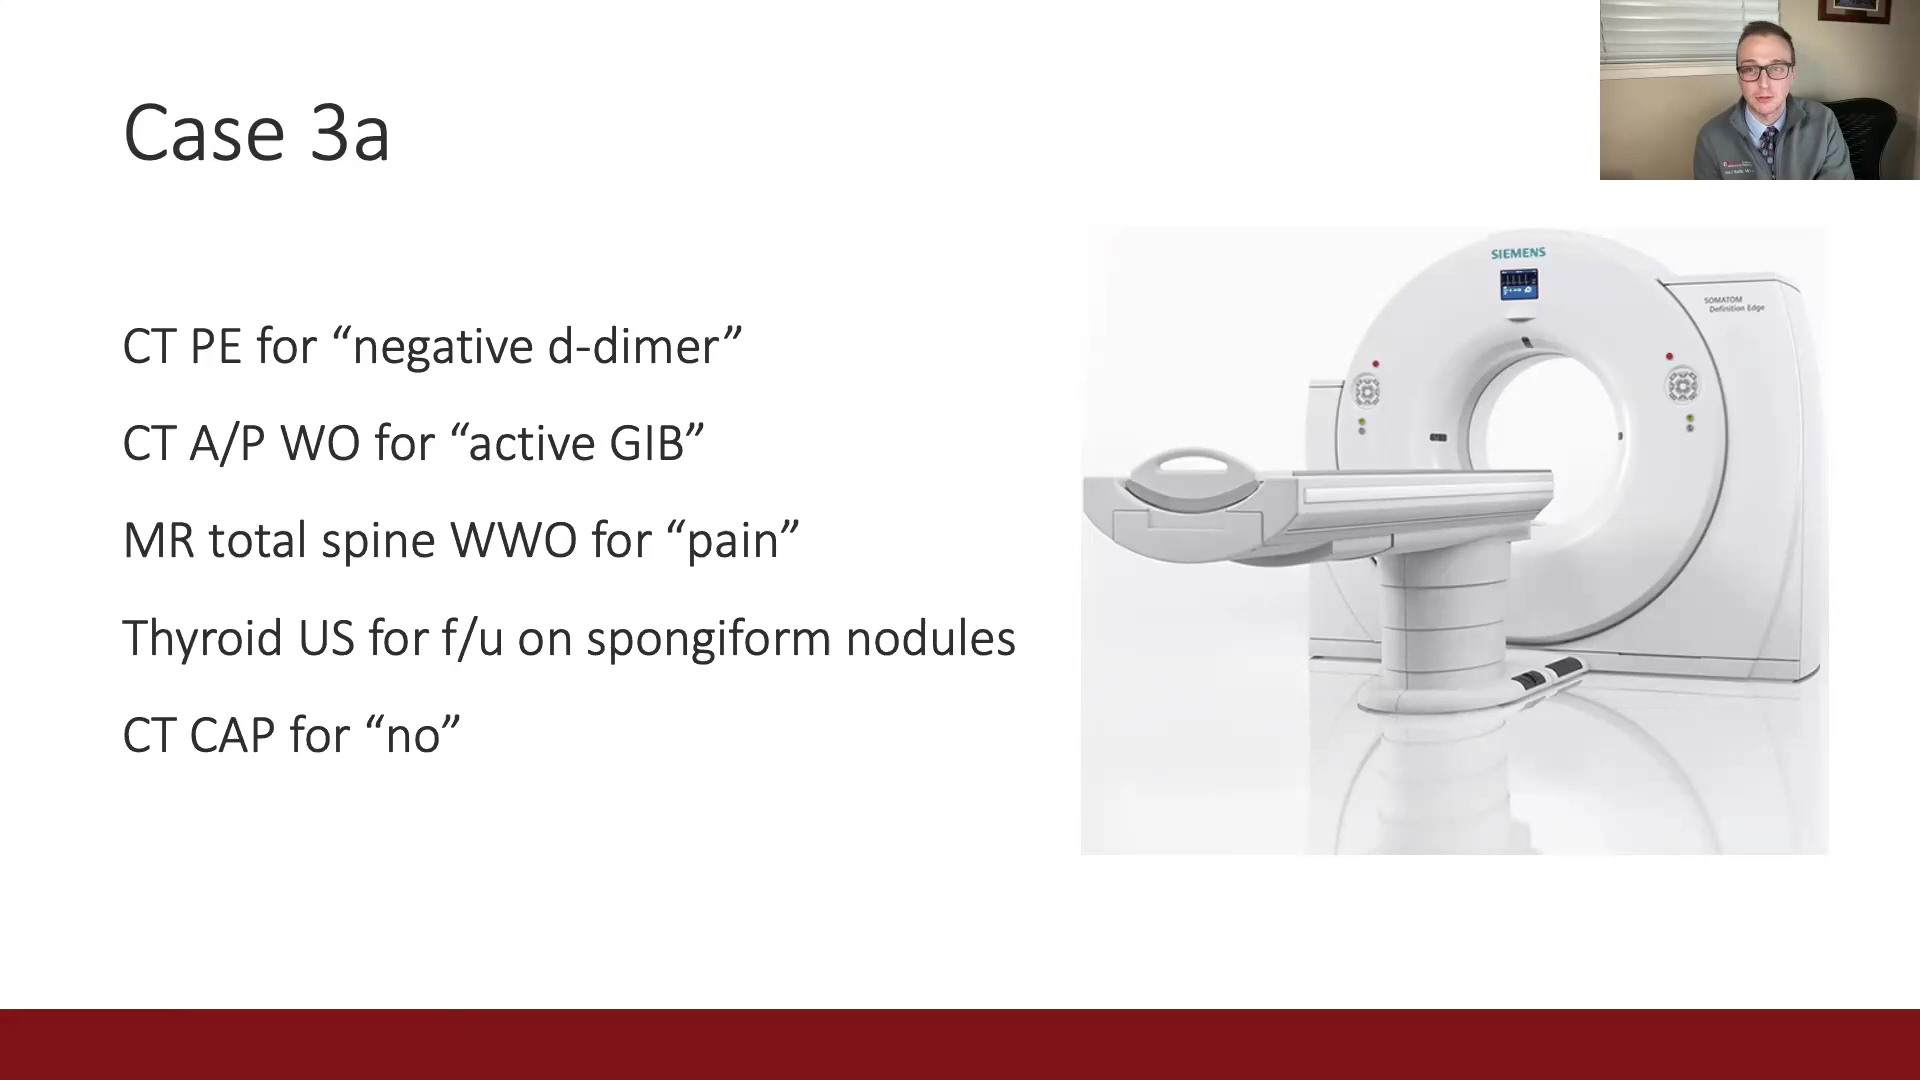 Case 3a
CT PE for “negative d-dimer”
CT A/P WO for “active GIB”
MR total spine WWO for “pain”
Thyroid US for f/u on spongiform nodules
CT CAP for “no”
SIEMENS
SOMATOM
Definition Edge